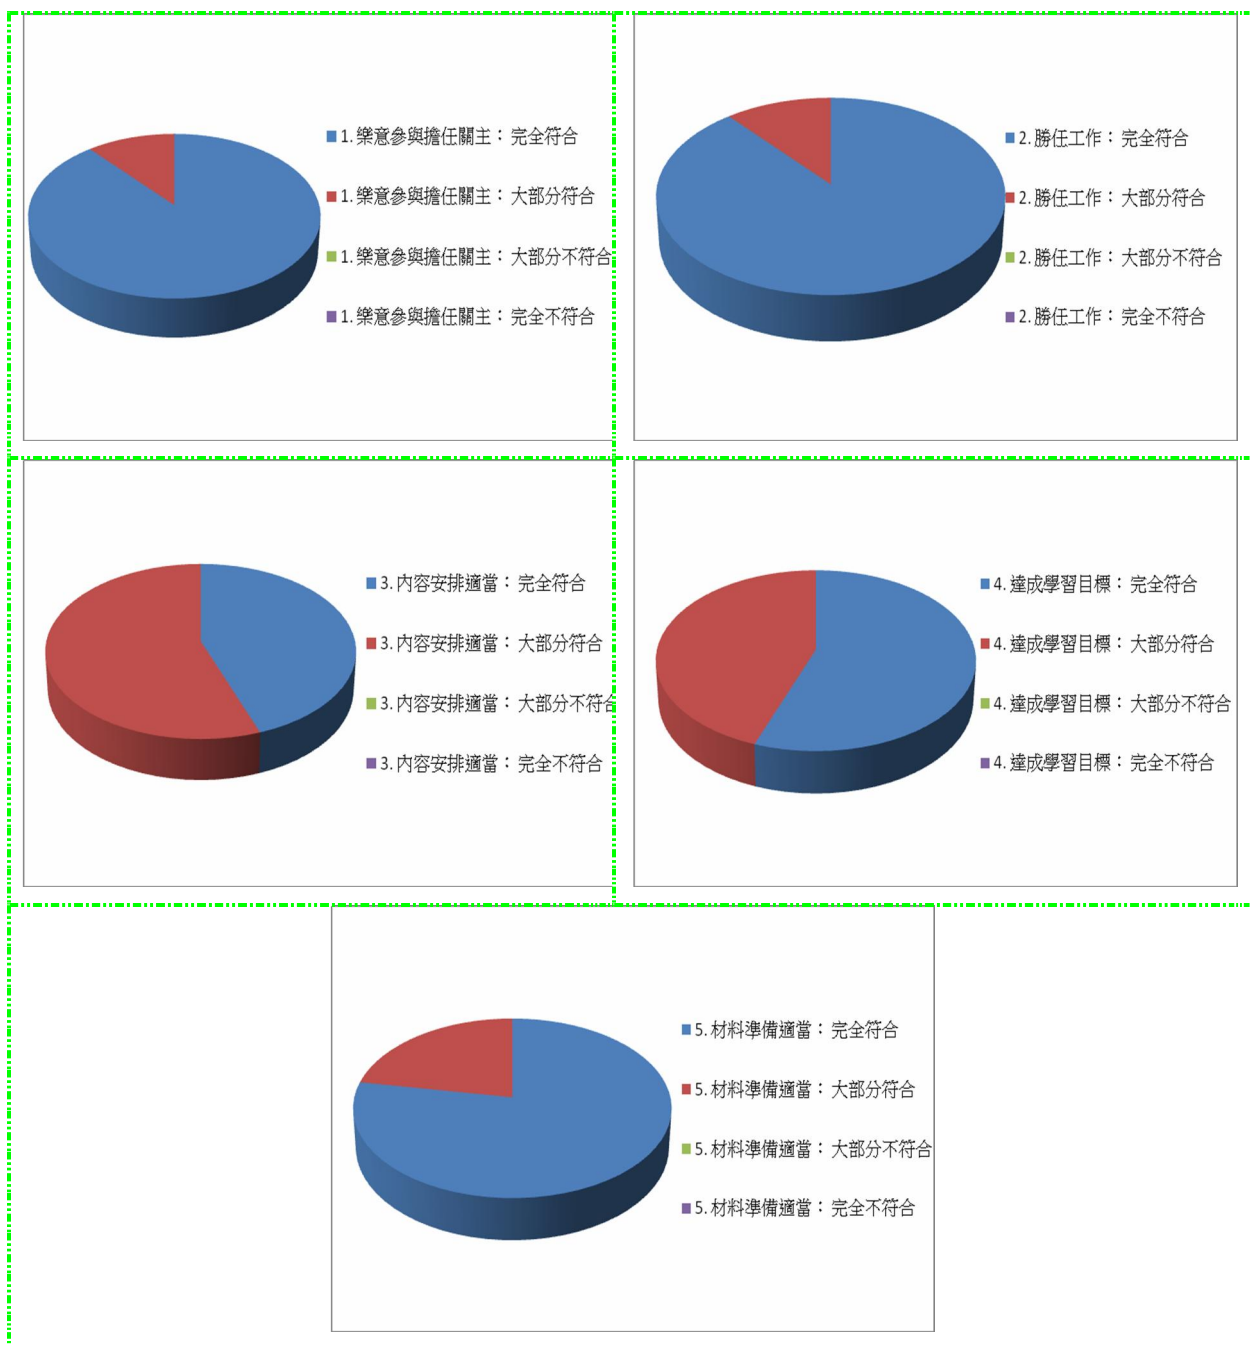 1. 樂意參與擔任關主：完全符合
1. 樂意參與擔任關主：大部分符合
1. 樂意參與擔任關主：大部分不符合
1. 樂意參與擔任關主：完全不符合
2. 勝任工作：完全符合
2. 勝任工作：大部分符合
2. 勝任工作：大部分不符合
2. 勝任工作：完全不符合
3. 內容安排適當：完全符合
3. 內容安排適當：大部分符合
3. 內容安排適當：大部分不符合
3. 內容安排適當：完全不符合
4. 達成學習目標：完全符合
4. 達成學習目標：大部分符合
4. 達成學習目標：大部分不符合
4. 達成學習目標：完全不符合
5. 材料準備適當：完全符合
5. 材料準備適當：大部分符合
5. 材料準備適當：大部分不符合
5. 材料準備適當：完全不符合